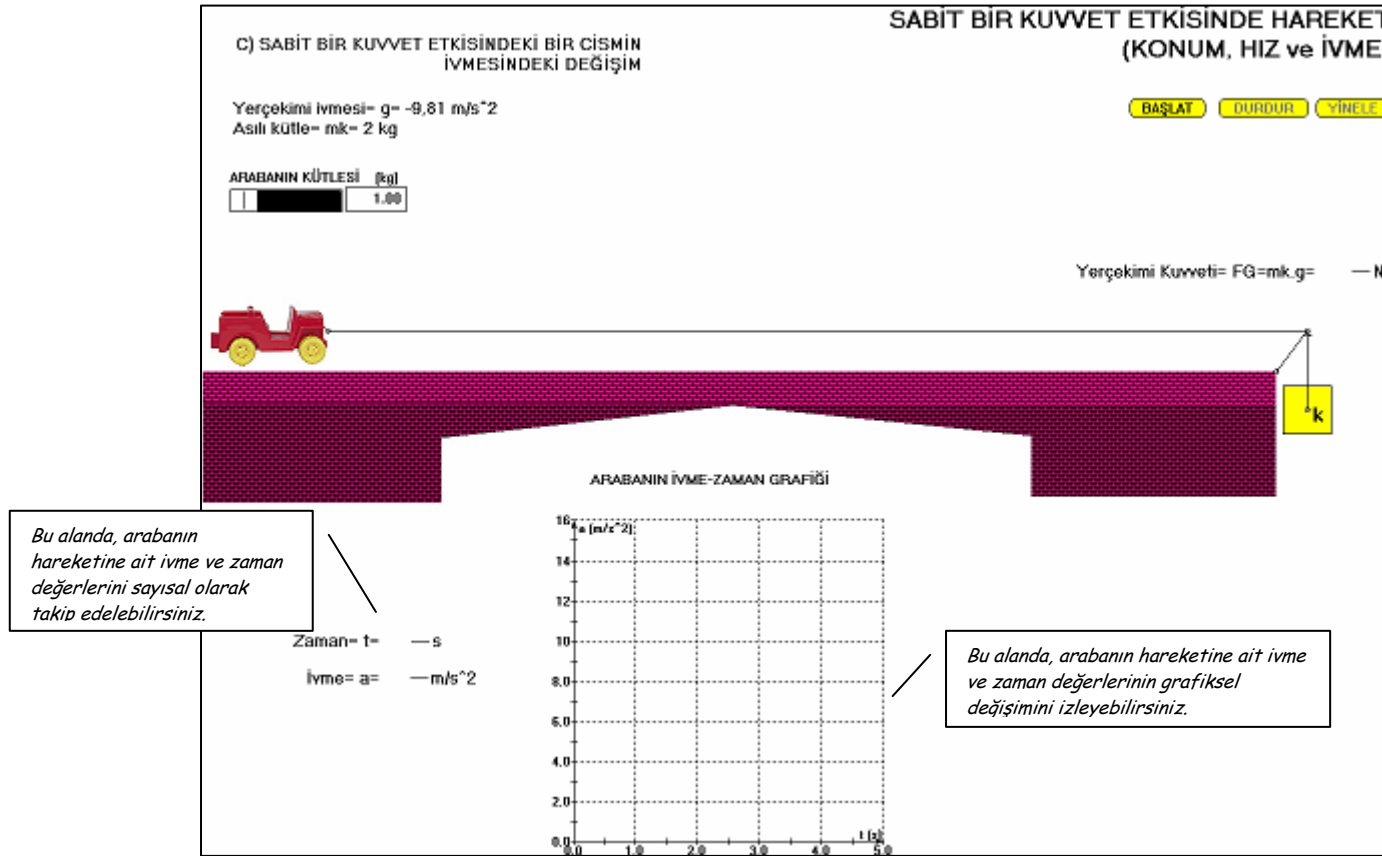 SABİT BİR KUVVET ETKİSİNDE HAREKET
(KONUM, HIZ ve İVME
C) SABİT BİR KUVVET ETKİSİNDEKİ BİR CİSMİN
İVMESİNDEKİ DEĞİŞİM
Yerçekimi ivmesi= g= -9,81 m/s^2
Asılı kütle= mk= 2 kg
BAŞLAT DURDUR YİNELE
ARABANIN KÜTLESİ (kg)
1.00
Yerçekimi Kuvveti= FG=mk.g= — N
k
ARABANIN İVME-ZAMAN GRAFİĞİ
Bu alanda, arabanın
hareketine ait ivme ve zaman
değerlerini sayısal olarak
takip edelebilirsiniz.
Zaman= t= — s
İvme= a= — m/s^2
a (m/s^2)
16
14
12
10
8.0
6.0
4.0
2.0
0.0
t (s)
0.0 1.0 2.0 3.0 4.0 5.0
Bu alanda, arabanın hareketine ait ivme
ve zaman değerlerinin grafiksel
değişimini izleyebilirsiniz.